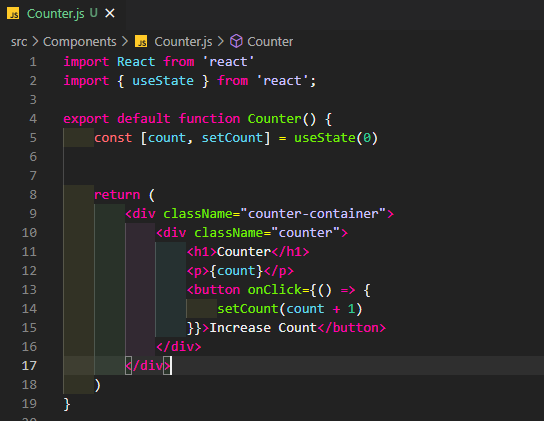 Counter.js U ×
src > Components > JS Counter.js > Counter
1 import React from 'react'
2 import { useState } from 'react';
3
4 export default function Counter() {
5     const [count, setCount] = useState(0)
6
7
8     return (
9         <div className="counter-container">
10             <div className="counter">
11                 <h1>Counter</h1>
12                 <p>{count}</p>
13                 <button onClick={() => {
14                     setCount(count + 1)
15                 }}>Increase Count</button>
16             </div>
17         </div>
18     )
19 }